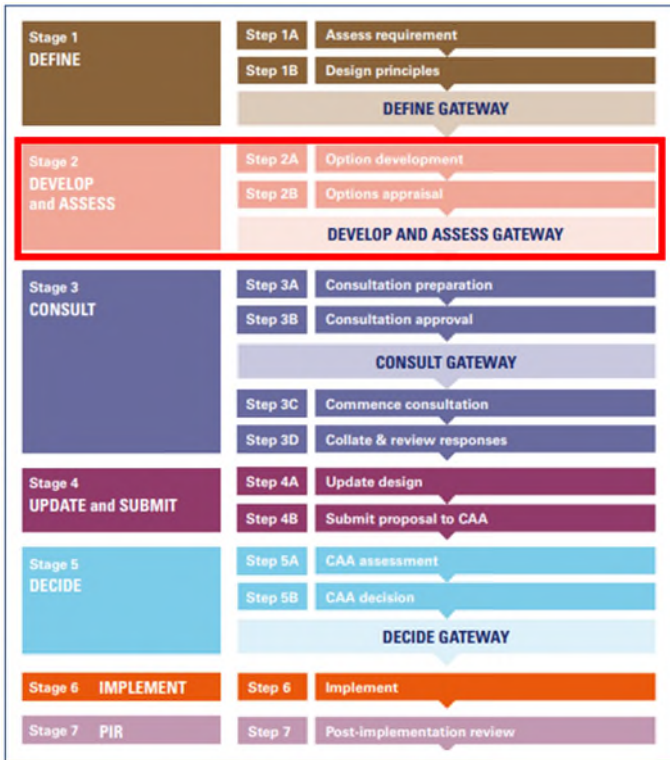 Stage 1
DEFINE
Step 1A Assess requirement
Step 1B Design principles
DEFINE GATEWAY
Stage 2
DEVELOP
and ASSESS
Step 2A Option development
Step 2B Options appraisal
DEVELOP AND ASSESS GATEWAY
Stage 3
CONSULT
Step 3A Consultation preparation
Step 3B Consultation approval
CONSULT GATEWAY
Step 3C Commence consultation
Step 3D Collate & review responses
Stage 4
UPDATE and SUBMIT
Step 4A Update design
Step 4B Submit proposal to CAA
Stage 5
DECIDE
Step 5A CAA assessment
Step 5B CAA decision
DECIDE GATEWAY
Stage 6 IMPLEMENT Step 6 Implement
Stage 7 PIR Step 7 Post-implementation review